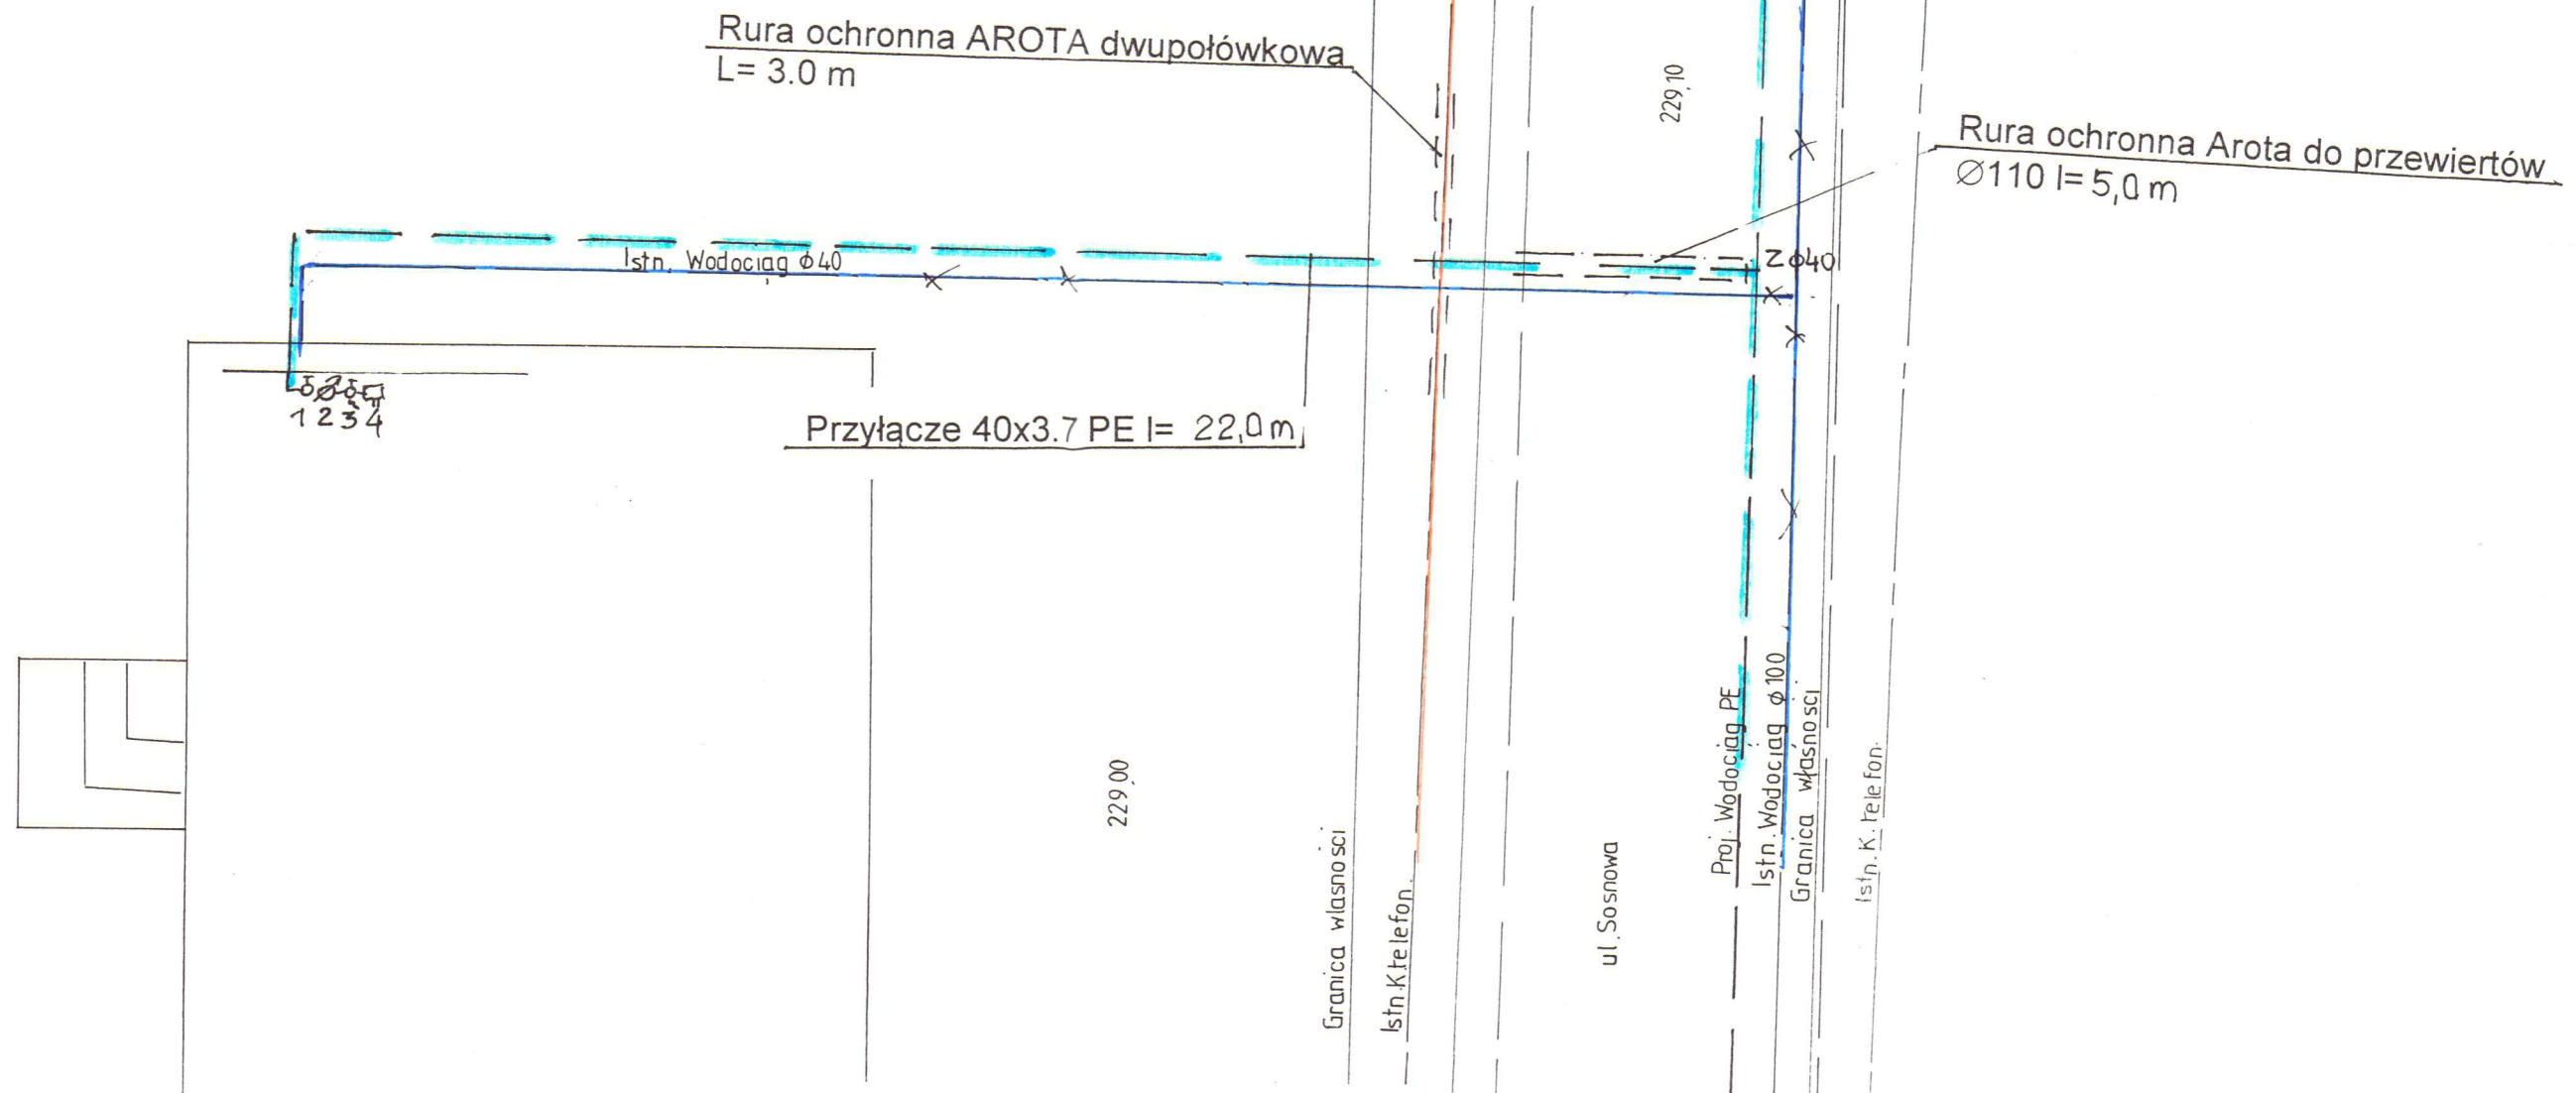 Rura ochronna AROTA dwupołówkowa
L= 3.0 m
229,10
Rura ochronna Arota do przewiertów
Ø110 l= 5,0 m
Istn. Wodociąg ϕ40
Zϕ40
1 2 3 4
Przyłącze 40x3.7 PE l= 22,0 m
229,00
Granica wlasności
Istn.K.telefon.
ul. Sosnowa
Proj. Wodociąg PE
Istn. Wodociąg ϕ100
Granica własności
Istn. K. telefon.